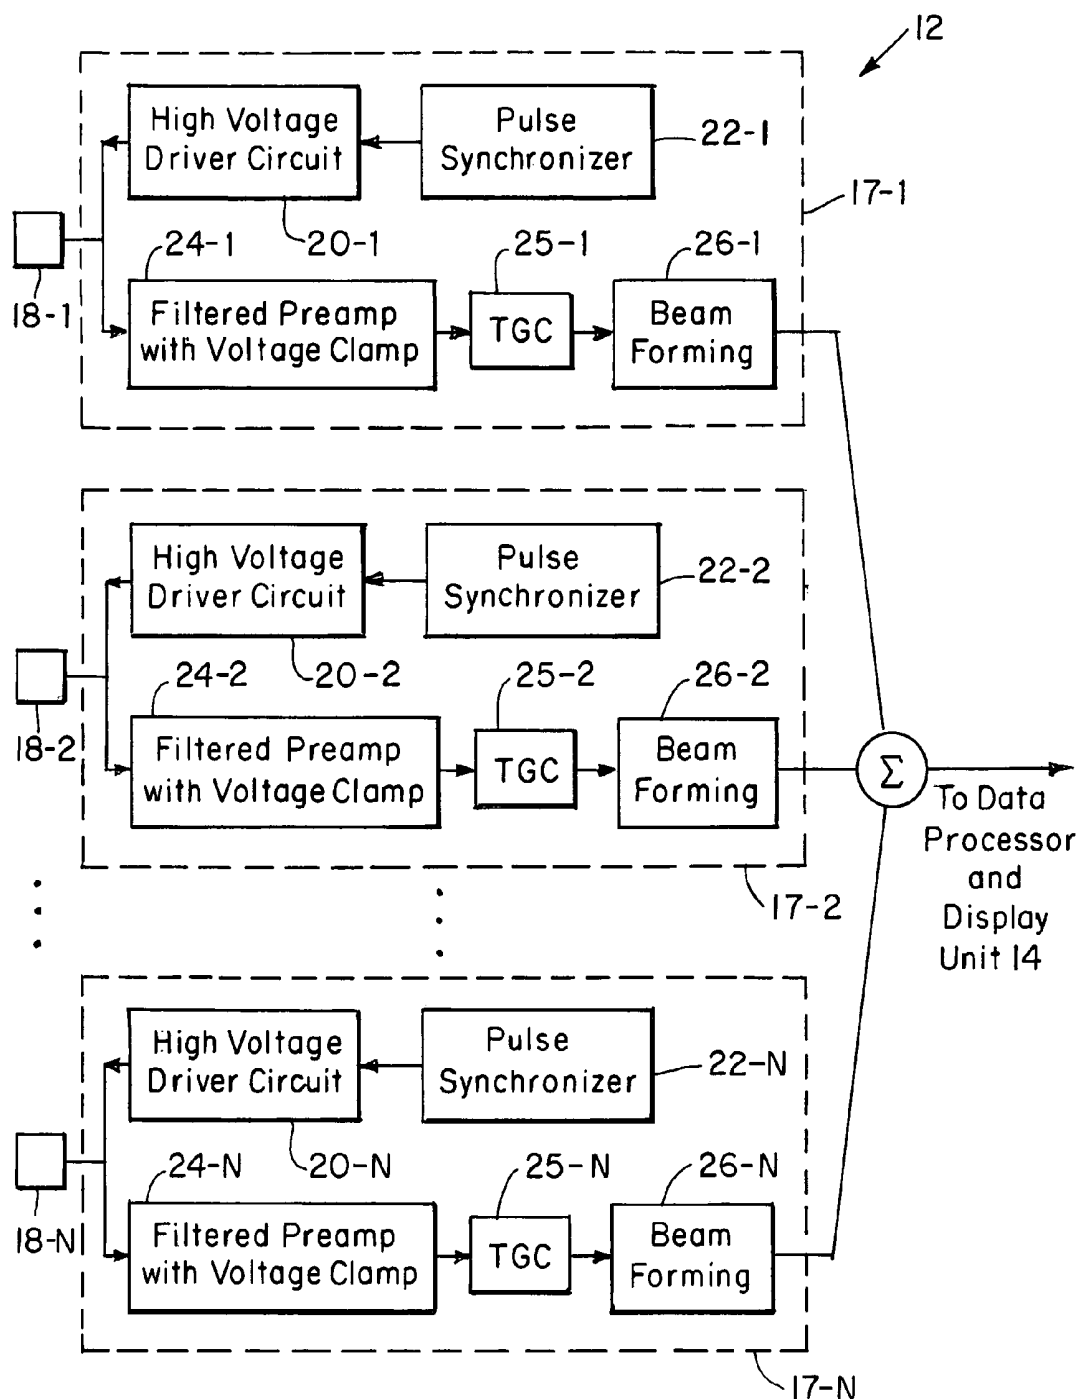 12
High Voltage
Driver Circuit
Pulse
Synchronizer
22-1
17-1
20-1
24-1
25-1
26-1
18-1
Filtered Preamp
with Voltage Clamp
TGC
Beam
Forming
High Voltage
Driver Circuit
Pulse
Synchronizer
22-2
20-2
24-2
25-2
26-2
18-2
Filtered Preamp
with Voltage Clamp
TGC
Beam
Forming
Σ
To Data
Processor
and
Display
Unit 14
17-2
High Voltage
Driver Circuit
Pulse
Synchronizer
22-N
20-N
24-N
25-N
26-N
18-N
Filtered Preamp
with Voltage Clamp
TGC
Beam
Forming
17-N